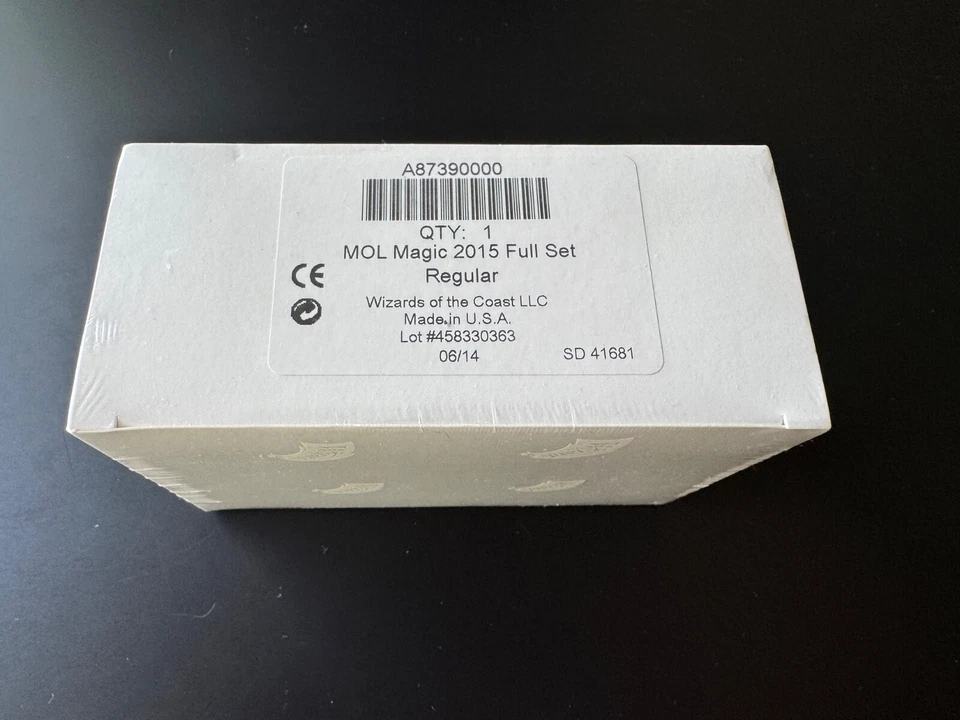 A87390000
QTY: 1
MOL Magic 2015 Full Set
Regular
CE
Wizards of the Coast LLC
Made in U.S.A.
Lot #458330363
06/14
SD 41681